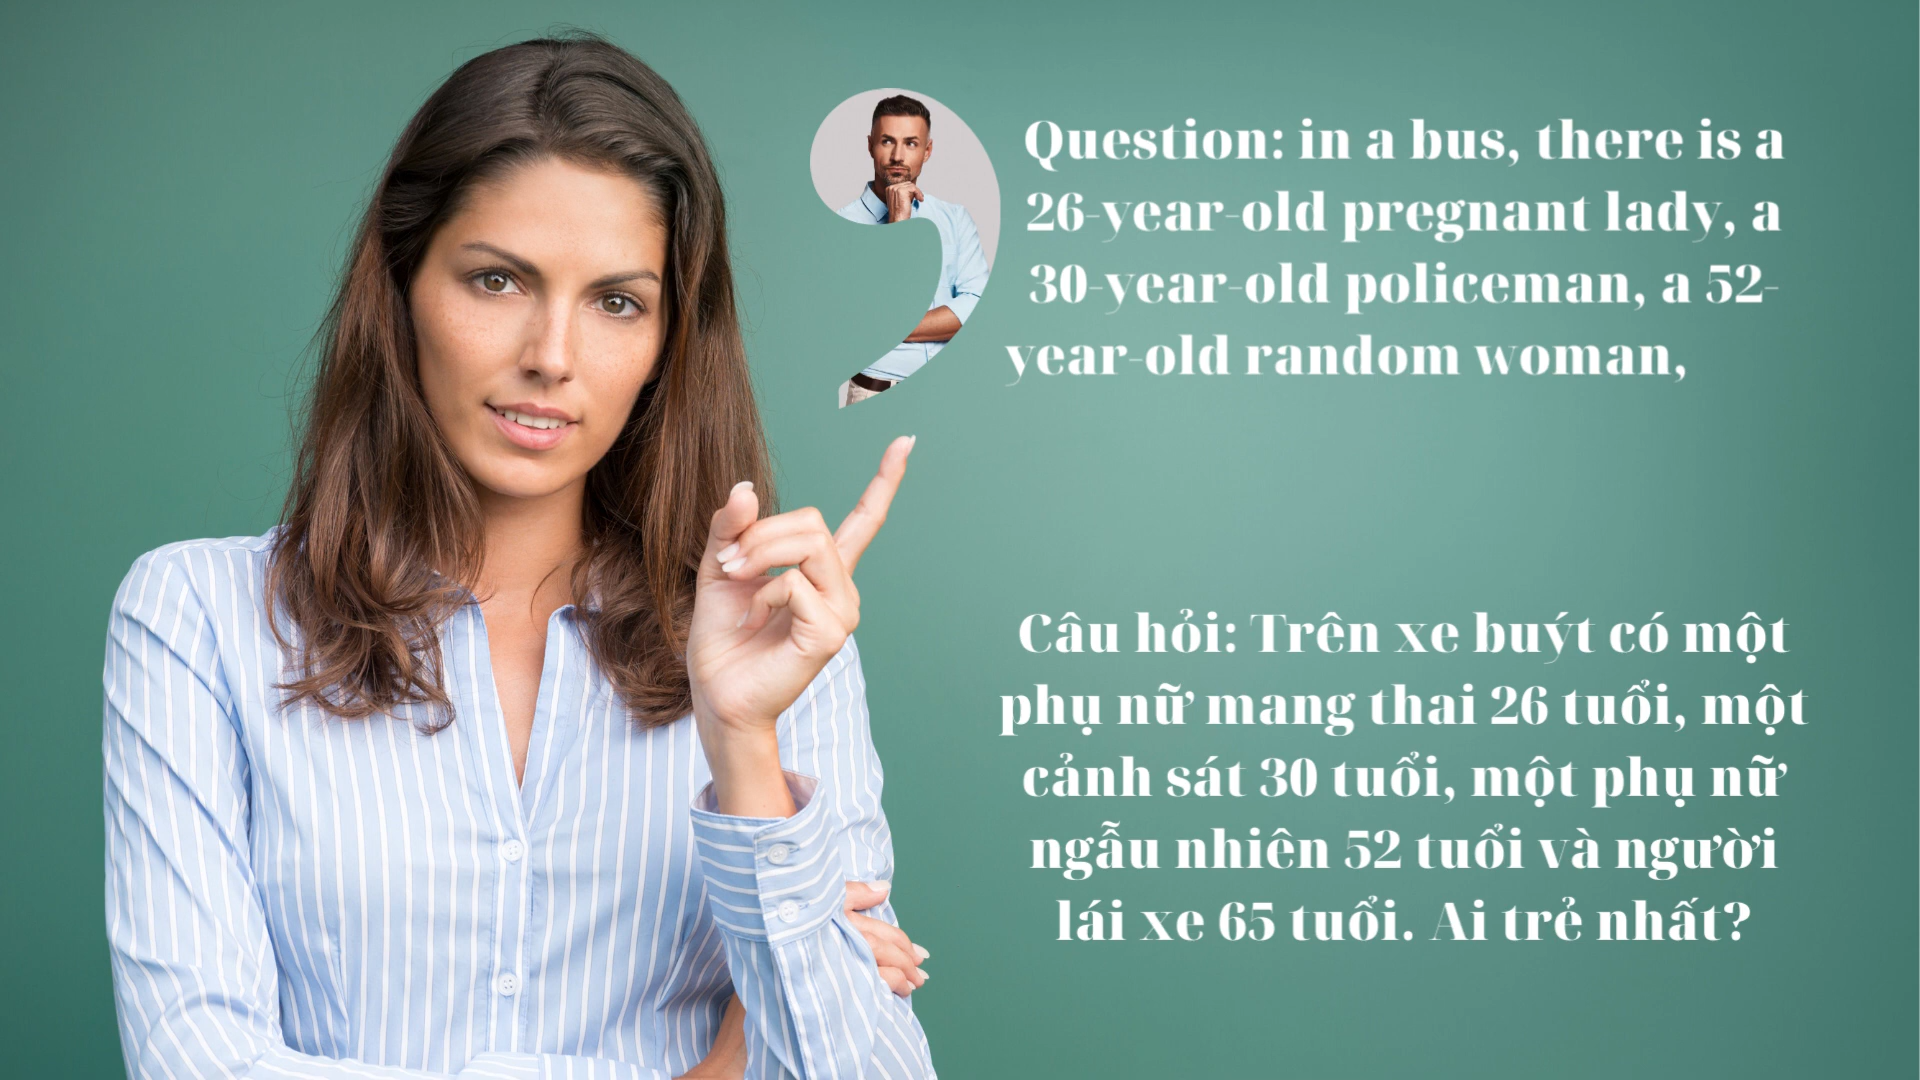 Question: in a bus, there is a
26-year-old pregnant lady, a
30-year-old policeman, a 52-
year-old random woman,
Câu hỏi: Trên xe buýt có một
phụ nữ mang thai 26 tuổi, một
cảnh sát 30 tuổi, một phụ nữ
ngẫu nhiên 52 tuổi và người
lái xe 65 tuổi. Ai trẻ nhất?